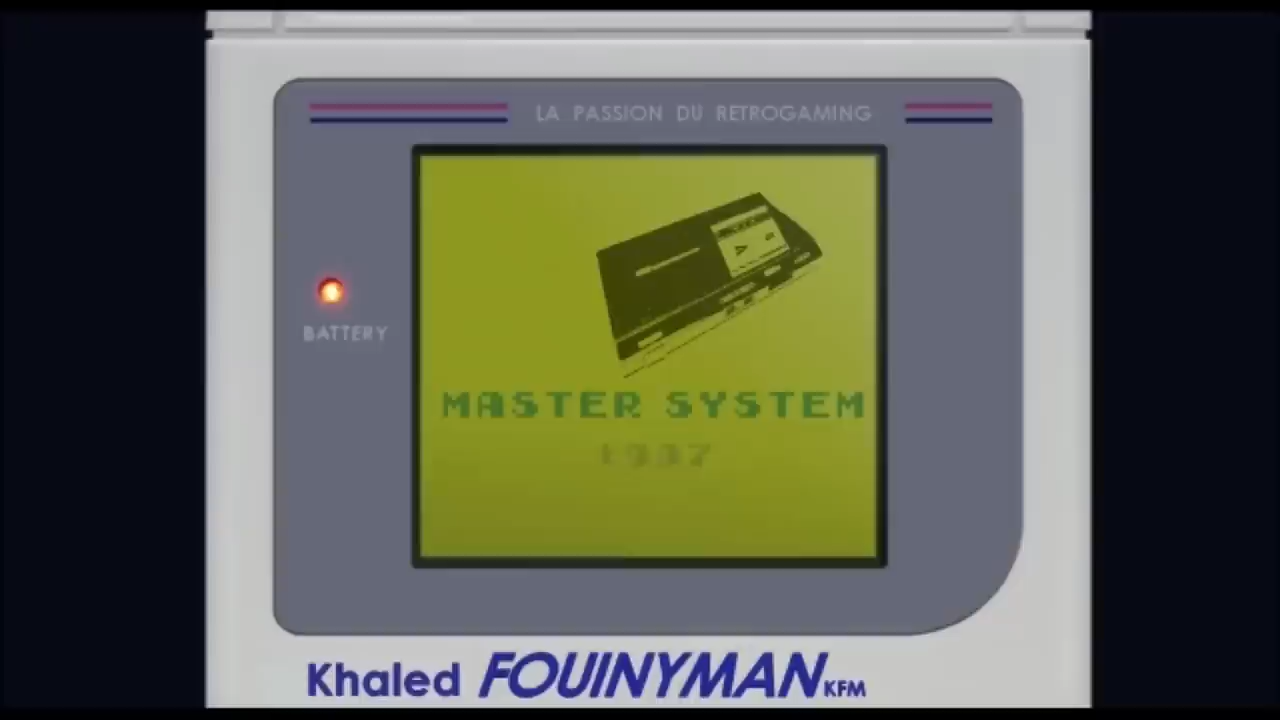 LA PASSION DU RETROGAMING
BATTERY
MASTER SYSTEM
1987
Khaled FOUINYMAN KFM